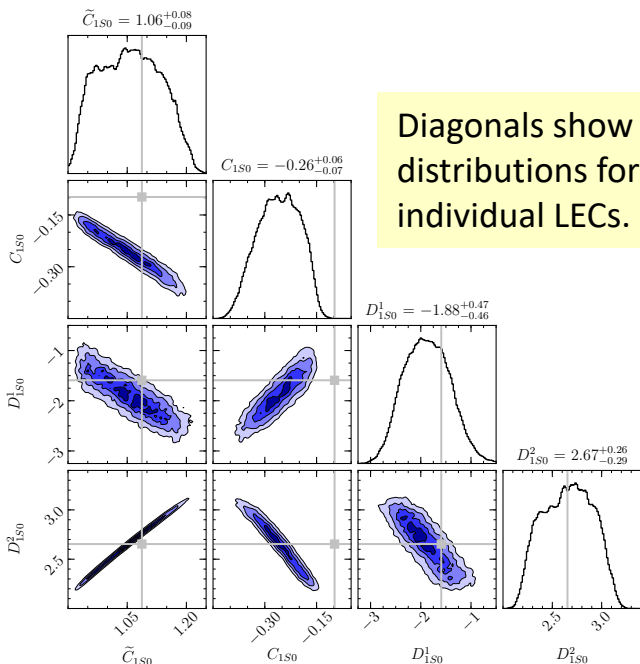 C̃₁S₀ = 1.06⁺⁰·⁰⁸₋₀.₀₉
C₁S₀ = −0.26⁺⁰·⁰⁶₋₀.₀₇
Diagonals show
distributions for
individual LECs.
C₁S₀
−0.15
−0.30
D¹₁S₀ = −1.88⁺⁰·⁴⁷₋₀.₄₆
D¹₁S₀
−1
−2
−3
D²₁S₀ = 2.67⁺⁰·²⁶₋₀.₂₉
D²₁S₀
3.0
2.5
1.05
1.20
−0.30
−0.15
−3
−2
−1
2.5
3.0
C̃₁S₀
C₁S₀
D¹₁S₀
D²₁S₀